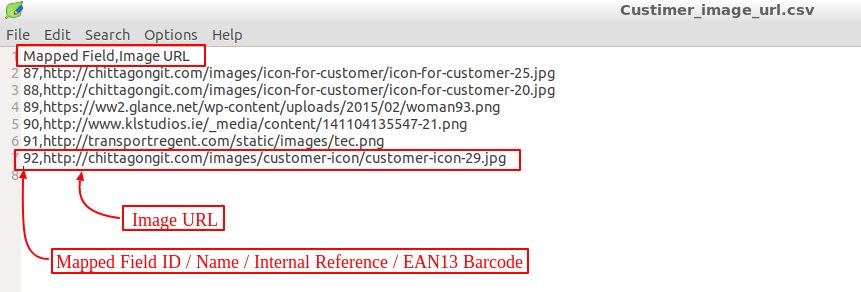 Custimer_image_url.csv
File Edit Search Options Help
1 Mapped Field,Image URL
2 87,http://chittagongit.com/images/icon-for-customer/icon-for-customer-25.jpg
3 88,http://chittagongit.com/images/icon-for-customer/icon-for-customer-20.jpg
4 89,https://ww2.glance.net/wp-content/uploads/2015/02/woman93.png
5 90,http://www.klstudios.ie/_media/content/141104135547-21.png
6 91,http://transportregent.com/static/images/tec.png
7 92,http://chittagongit.com/images/customer-icon/customer-icon-29.jpg
8
Image URL
Mapped Field ID / Name / Internal Reference / EAN13 Barcode